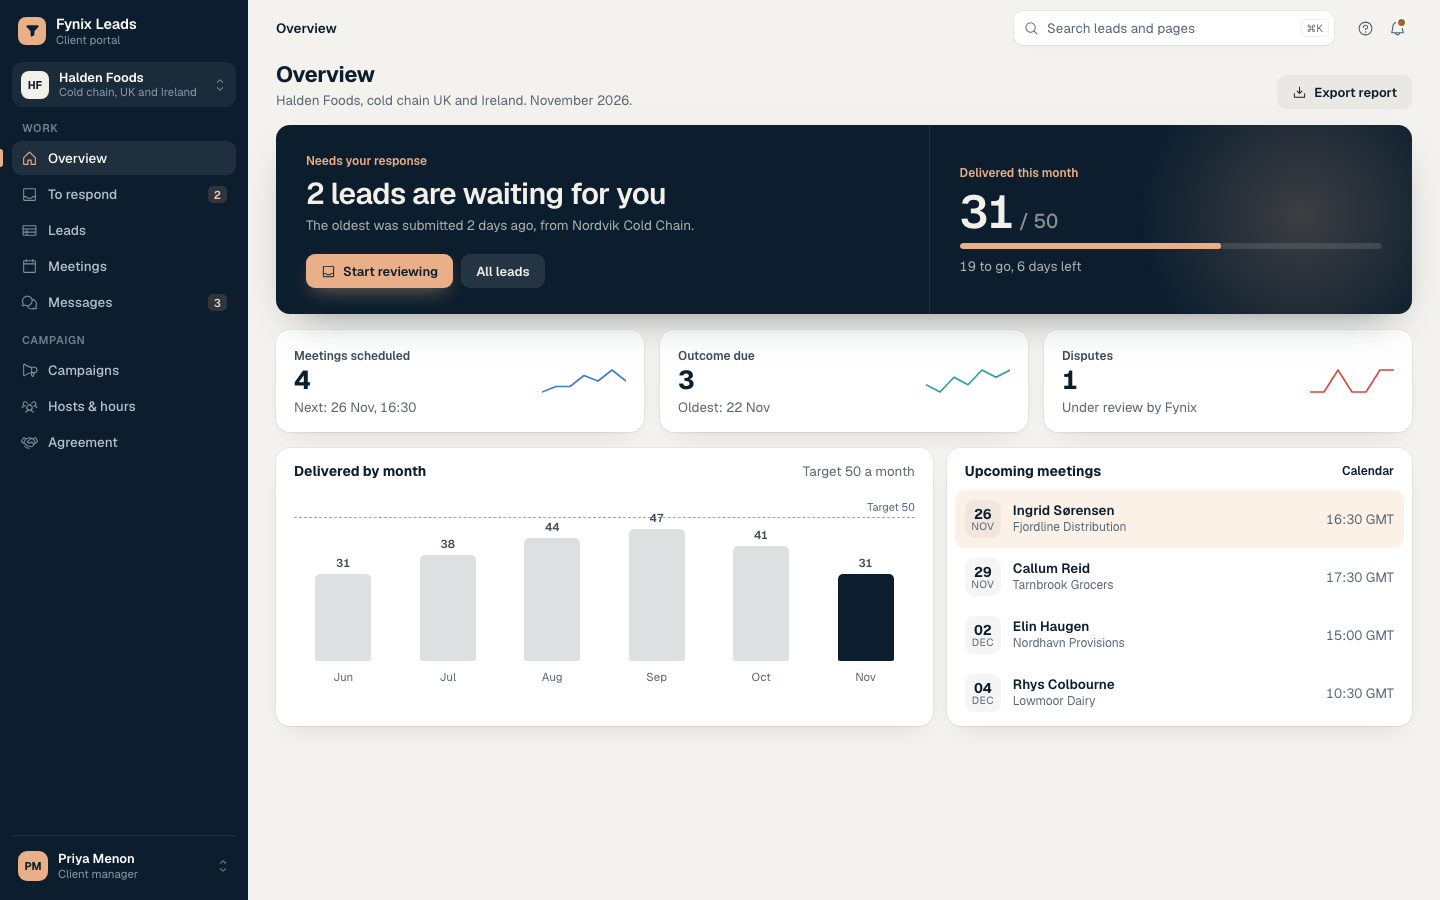 Fynix Leads
Client portal
HF
Halden Foods
Cold chain, UK and Ireland
WORK
Overview
To respond
2
Leads
Meetings
Messages
3
CAMPAIGN
Campaigns
Hosts & hours
Agreement
PM
Priya Menon
Client manager
Overview
Search leads and pages
⌘K
Overview
Halden Foods, cold chain UK and Ireland. November 2026.
Export report
Needs your response
2 leads are waiting for you
The oldest was submitted 2 days ago, from Nordvik Cold Chain.
Start reviewing
All leads
Delivered this month
31 / 50
19 to go, 6 days left
Meetings scheduled
4
Next: 26 Nov, 16:30
Outcome due
3
Oldest: 22 Nov
Disputes
1
Under review by Fynix
Delivered by month
Target 50 a month
Target 50
31
38
44
47
41
31
Jun
Jul
Aug
Sep
Oct
Nov
Upcoming meetings
Calendar
26 NOV
Ingrid Sørensen
Fjordline Distribution
16:30 GMT
29 NOV
Callum Reid
Tarnbrook Grocers
17:30 GMT
02 DEC
Elin Haugen
Nordhavn Provisions
15:00 GMT
04 DEC
Rhys Colbourne
Lowmoor Dairy
10:30 GMT